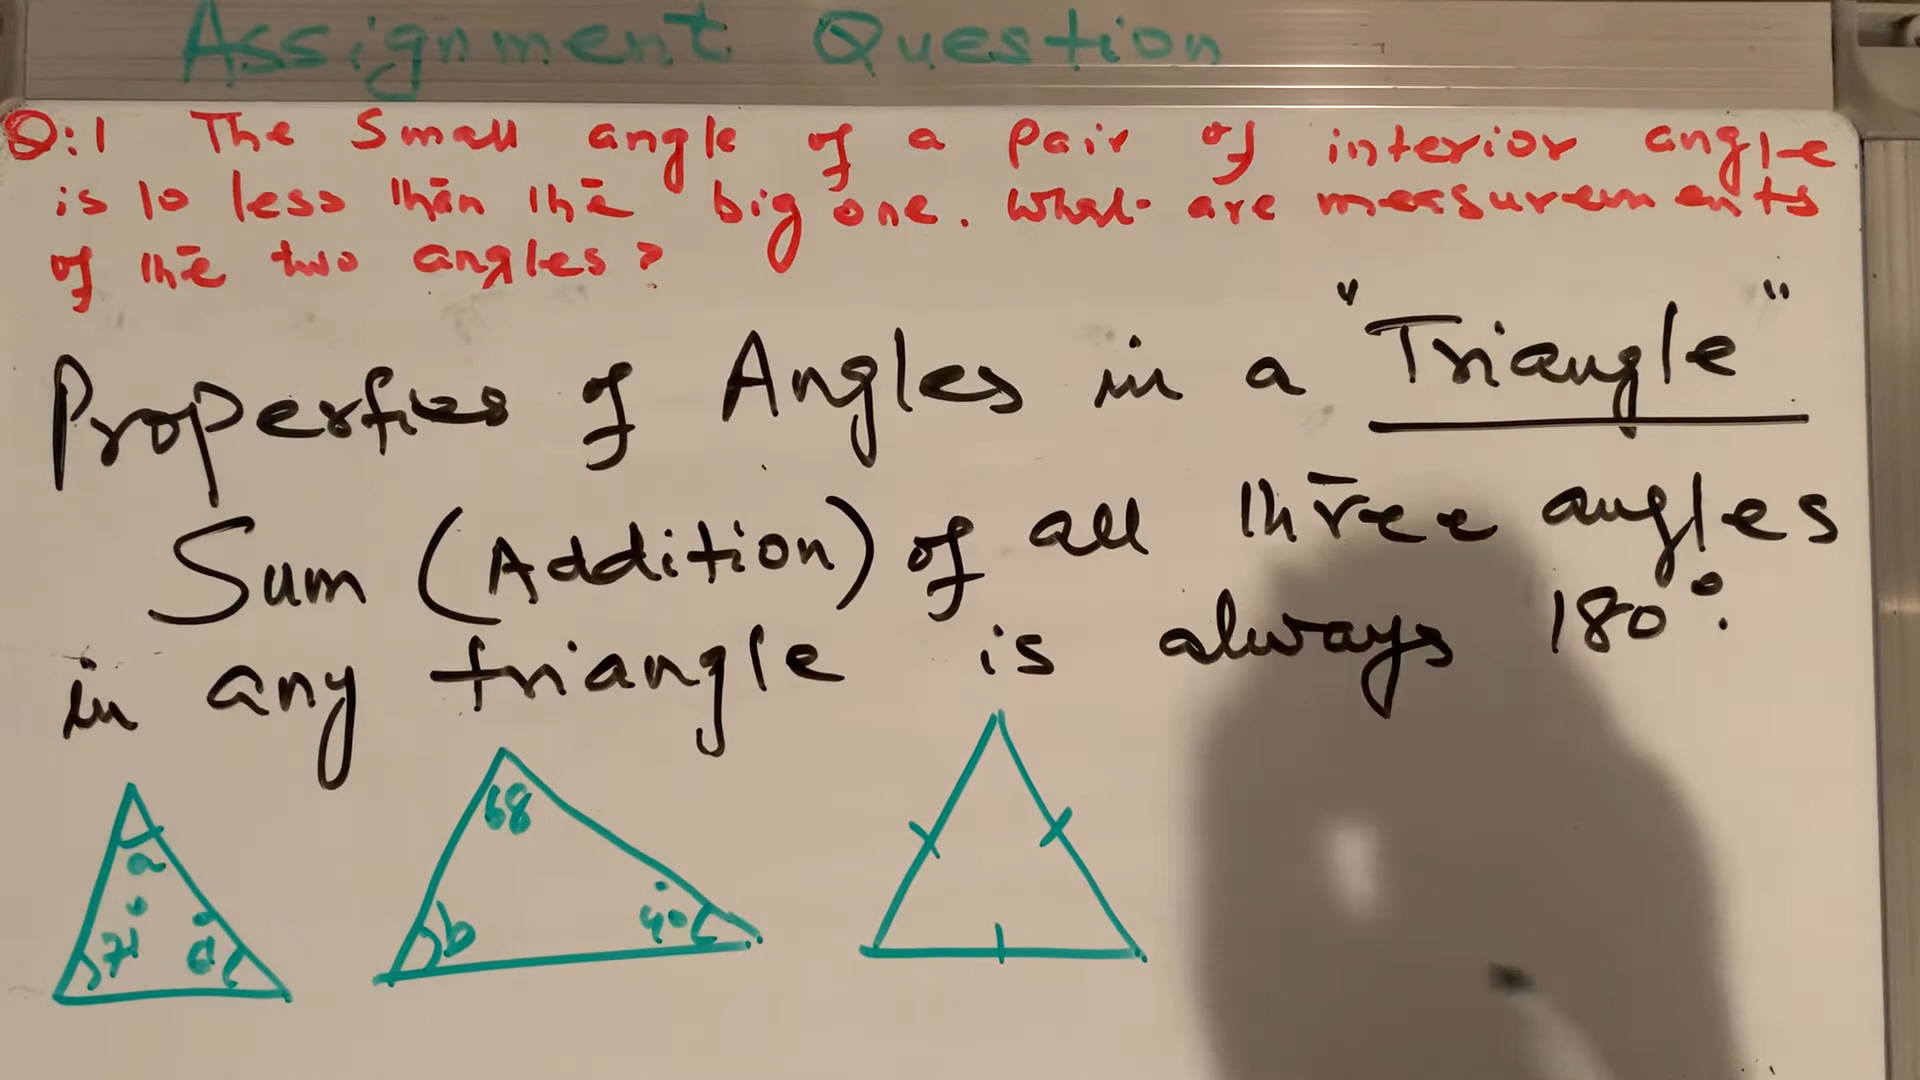 Assignment Question
Q:1 The Small angle of a pair of interior angle
is 10 less than the big one. What are measurements
of the two angles?
Properties of Angles in a "Triangle"
Sum (Addition) of all three angles
in any triangle is always 180°.
a
68
b
40